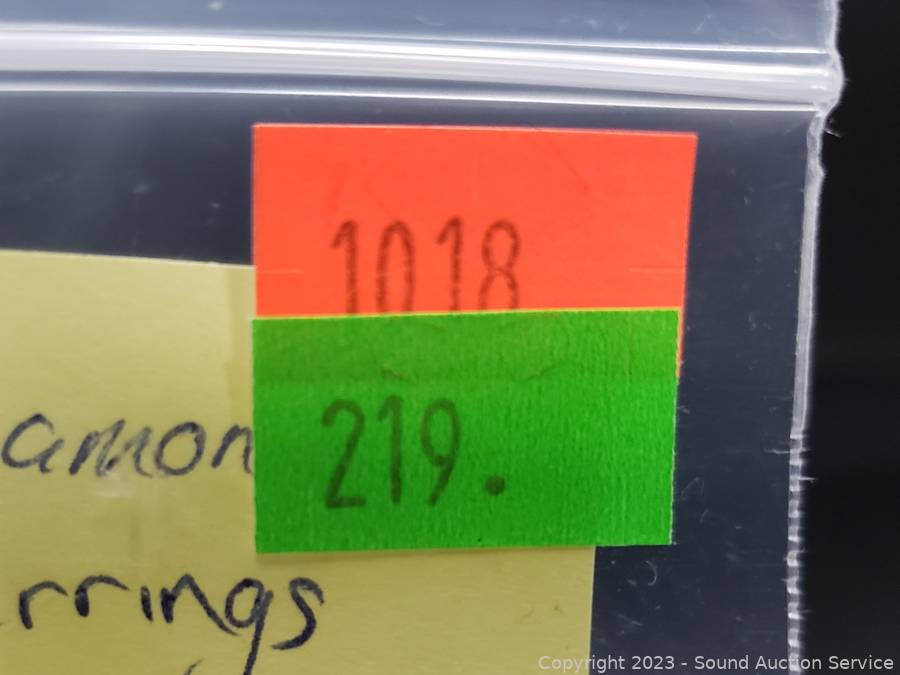 1018
219.
amon
rrings
Copyright 2023 - Sound Auction Service